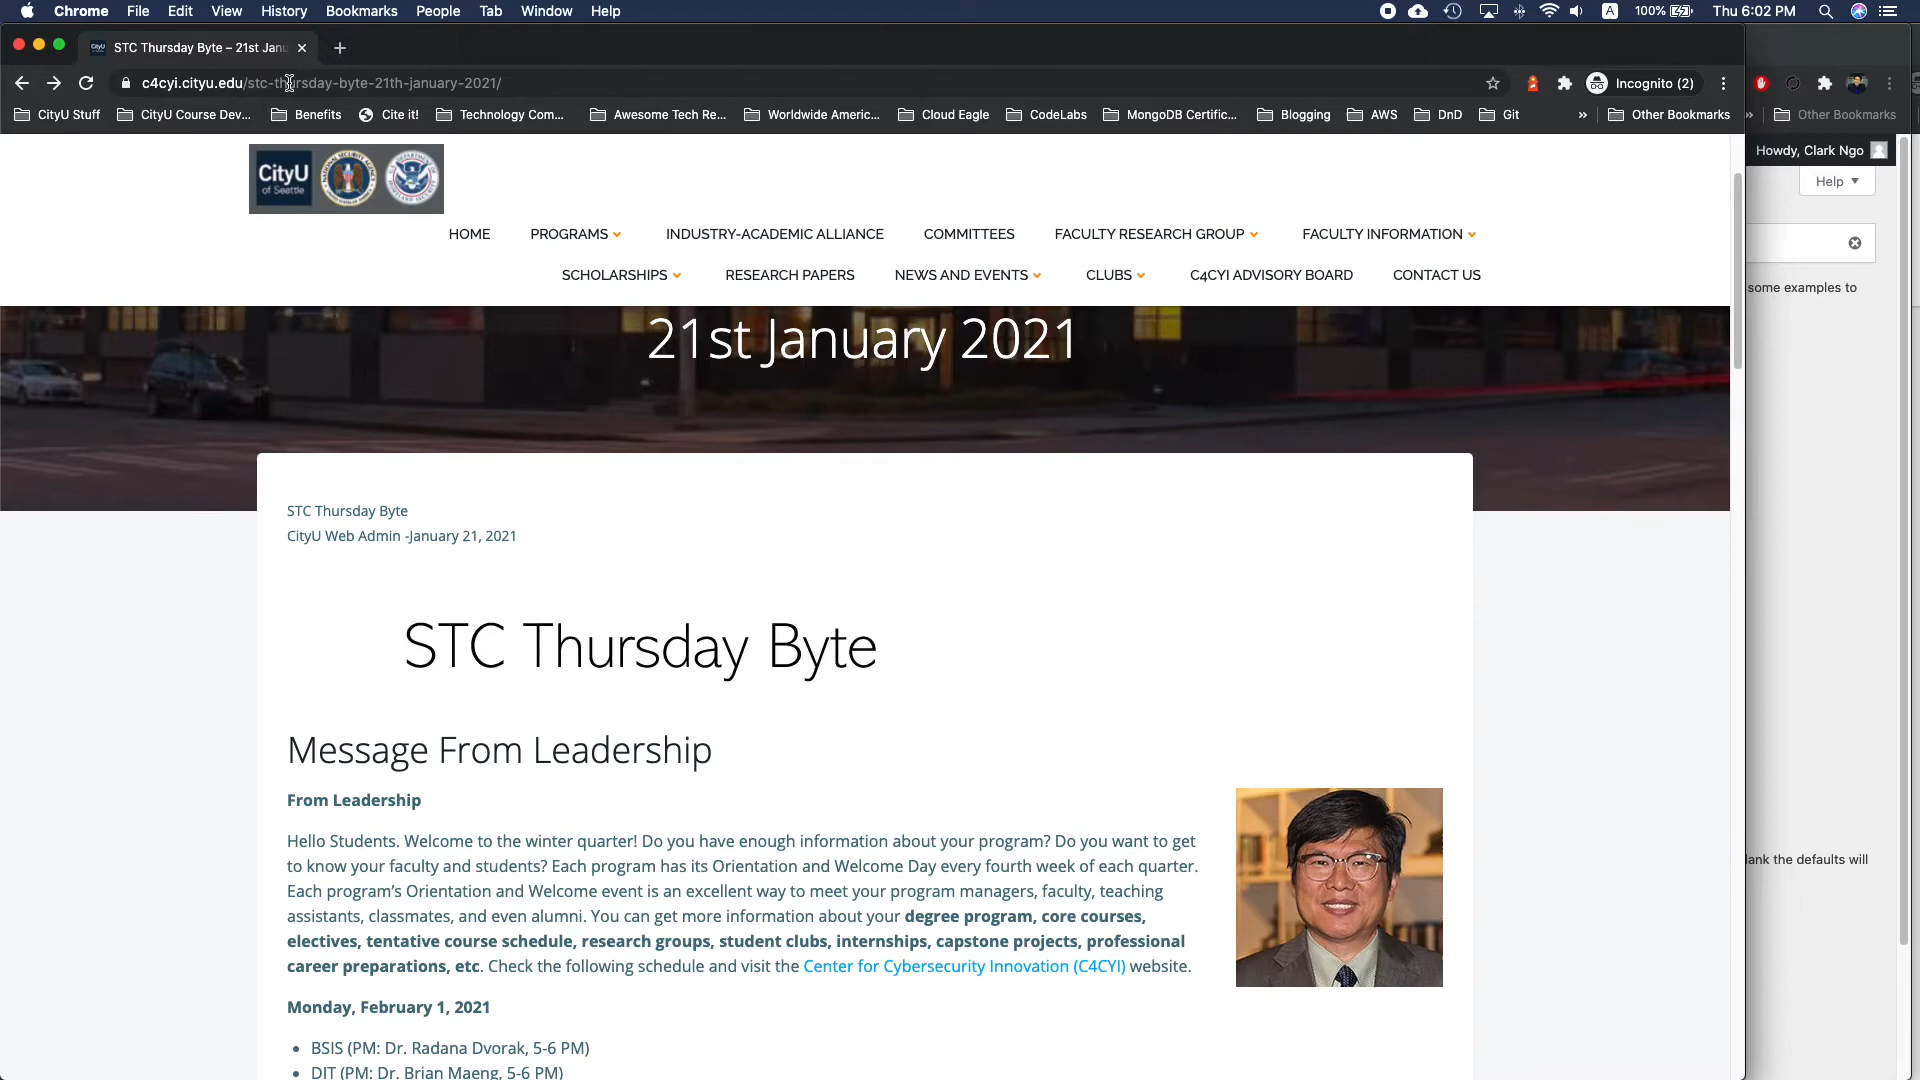 Chrome File Edit View History Bookmarks People Tab Window Help A 100% Thu 6:02 PM
STC Thursday Byte – 21st Janu
c4cyi.cityu.edu/stc-thursday-byte-21th-january-2021/ Incognito (2)
CityU Stuff CityU Course Dev... Benefits Cite it! Technology Com... Awesome Tech Re... Worldwide Americ... Cloud Eagle CodeLabs MongoDB Certific... Blogging AWS DnD Git » Other Bookmarks » Other Bookmarks
Howdy, Clark Ngo
Help
CityU
of Seattle
HOME PROGRAMS INDUSTRY-ACADEMIC ALLIANCE COMMITTEES FACULTY RESEARCH GROUP FACULTY INFORMATION
SCHOLARSHIPS RESEARCH PAPERS NEWS AND EVENTS CLUBS C4CYI ADVISORY BOARD CONTACT US
some examples to
21st January 2021
STC Thursday Byte
CityU Web Admin -January 21, 2021
STC Thursday Byte
Message From Leadership
From Leadership
Hello Students. Welcome to the winter quarter! Do you have enough information about your program? Do you want to get
to know your faculty and students? Each program has its Orientation and Welcome Day every fourth week of each quarter.
Each program's Orientation and Welcome event is an excellent way to meet your program managers, faculty, teaching
assistants, classmates, and even alumni. You can get more information about your degree program, core courses,
electives, tentative course schedule, research groups, student clubs, internships, capstone projects, professional
career preparations, etc. Check the following schedule and visit the Center for Cybersecurity Innovation (C4CYI) website.
lank the defaults will
Monday, February 1, 2021
• BSIS (PM: Dr. Radana Dvorak, 5-6 PM)
• DIT (PM: Dr. Brian Maeng, 5-6 PM)